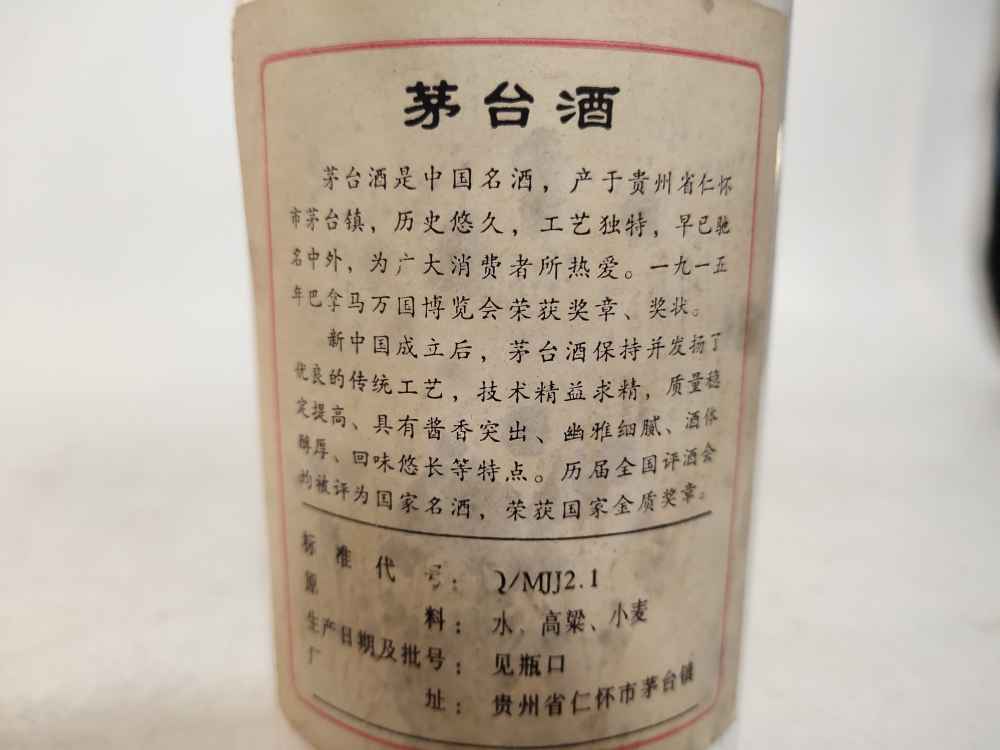 茅台酒
茅台酒是中国名酒，产于贵州省仁怀
市茅台镇，历史悠久，工艺独特，早已驰
名中外，为广大消费者所热爱。一九一五
年巴拿马万国博览会荣获奖章、奖状。
新中国成立后，茅台酒保持并发扬了
优良的传统工艺，技术精益求精，质量稳
定提高、具有酱香突出、幽雅细腻、酒体
醇厚、回味悠长等特点。历届全国评酒会
均被评为国家名酒，荣获国家金质奖章。
标准代号：Q/MJJ2.1
原料：水、高粱、小麦
生产日期及批号：见瓶口
厂址：贵州省仁怀市茅台镇